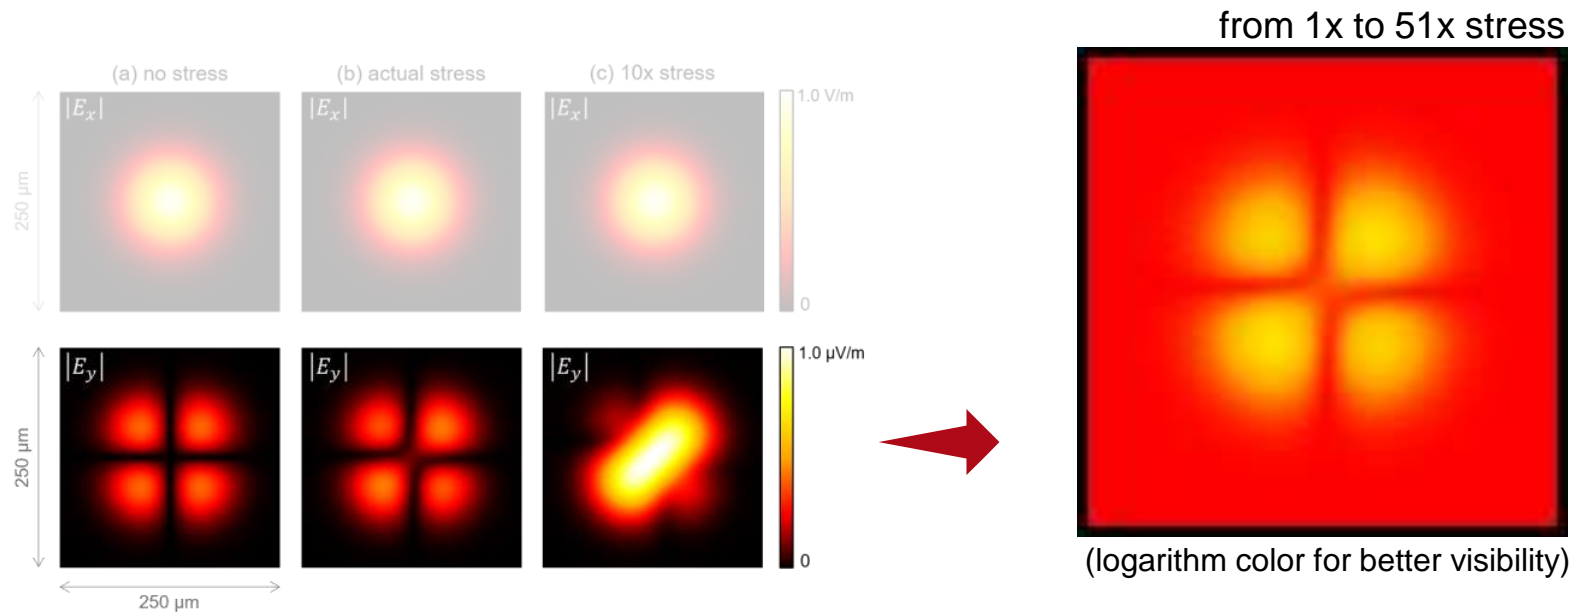 from 1x to 51x stress
(a) no stress
(b) actual stress
(c) 10x stress
|Ex|
|Ex|
|Ex|
1.0 V/m
0
250 µm
|Ey|
|Ey|
|Ey|
1.0 µV/m
0
250 µm
250 µm
(logarithm color for better visibility)